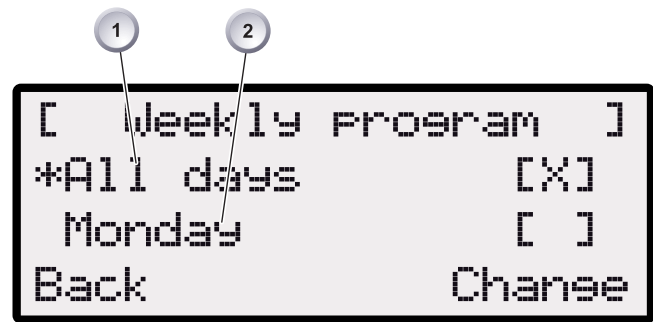 1 2
[ Weekly program ]
*All days [X]
Monday [ ]
Back Change